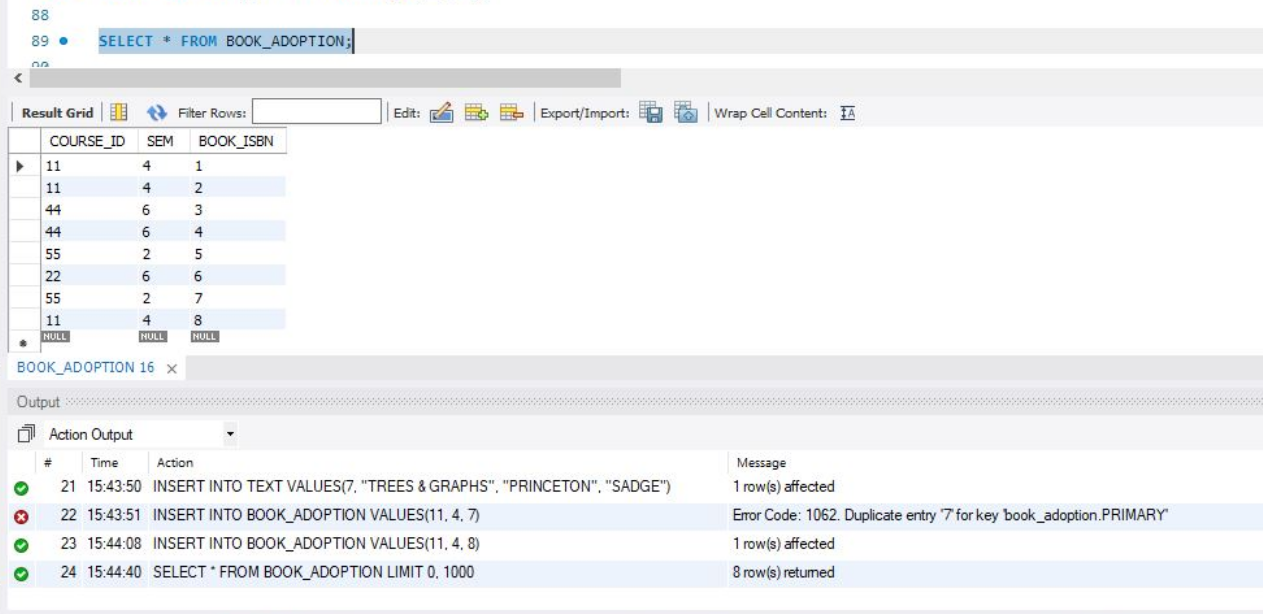 88
89 SELECT * FROM BOOK_ADOPTION;
Result Grid Filter Rows: Edit: Export/Import: Wrap Cell Content: IA
COURSE_ID SEM BOOK_ISBN
11 4 1
11 4 2
44 6 3
44 6 4
55 2 5
22 6 6
55 2 7
11 4 8
NULL NULL NULL
BOOK_ADOPTION 16
Output
Action Output
# Time Action Message
21 15:43:50 INSERT INTO TEXT VALUES(7, "TREES & GRAPHS", "PRINCETON", "SADGE") 1 row(s) affected
22 15:43:51 INSERT INTO BOOK_ADOPTION VALUES(11, 4, 7) Error Code: 1062. Duplicate entry '7' for key 'book_adoption.PRIMARY'
23 15:44:08 INSERT INTO BOOK_ADOPTION VALUES(11, 4, 8) 1 row(s) affected
24 15:44:40 SELECT * FROM BOOK_ADOPTION LIMIT 0, 1000 8 row(s) returned